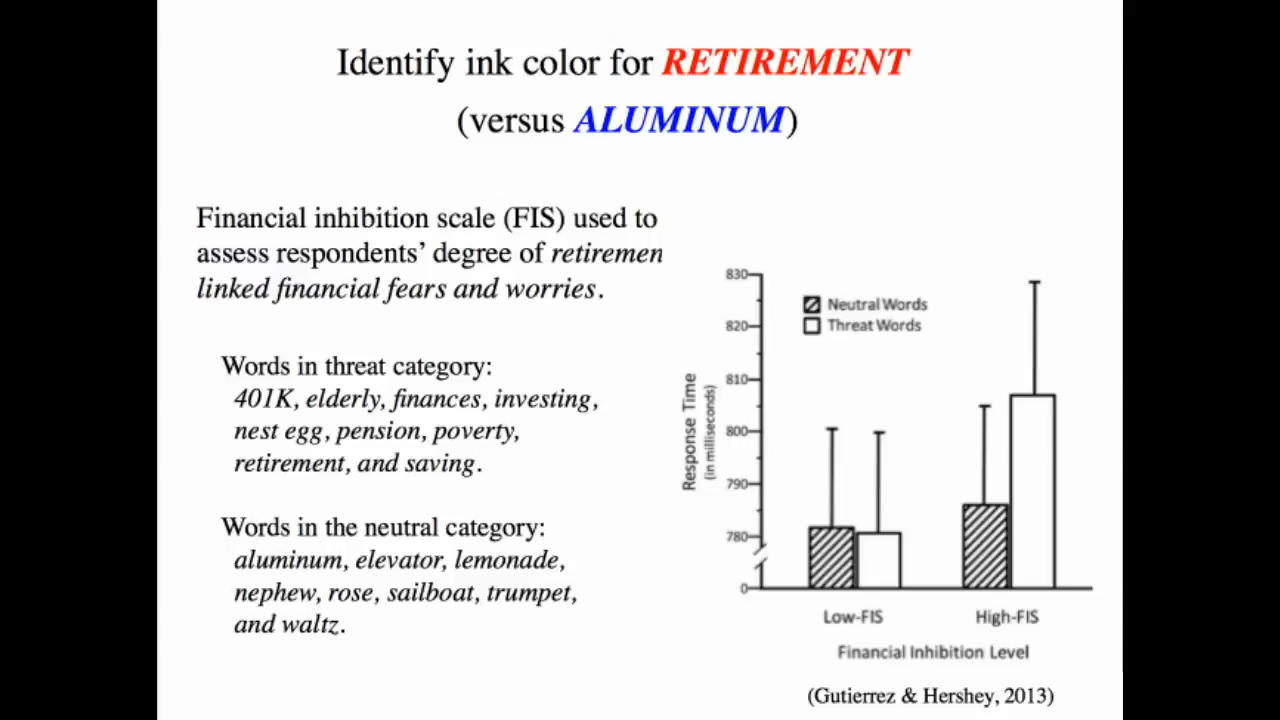 Identify ink color for RETIREMENT
(versus ALUMINUM)
Financial inhibition scale (FIS) used to
assess respondents’ degree of retiremen
linked financial fears and worries.
Words in threat category:
401K, elderly, finances, investing,
nest egg, pension, poverty,
retirement, and saving.
Words in the neutral category:
aluminum, elevator, lemonade,
nephew, rose, sailboat, trumpet,
and waltz.
Neutral Words
Threat Words
Response Time
(in milliseconds)
830
820
810
800
790
780
0
Low-FIS
High-FIS
Financial Inhibition Level
(Gutierrez & Hershey, 2013)